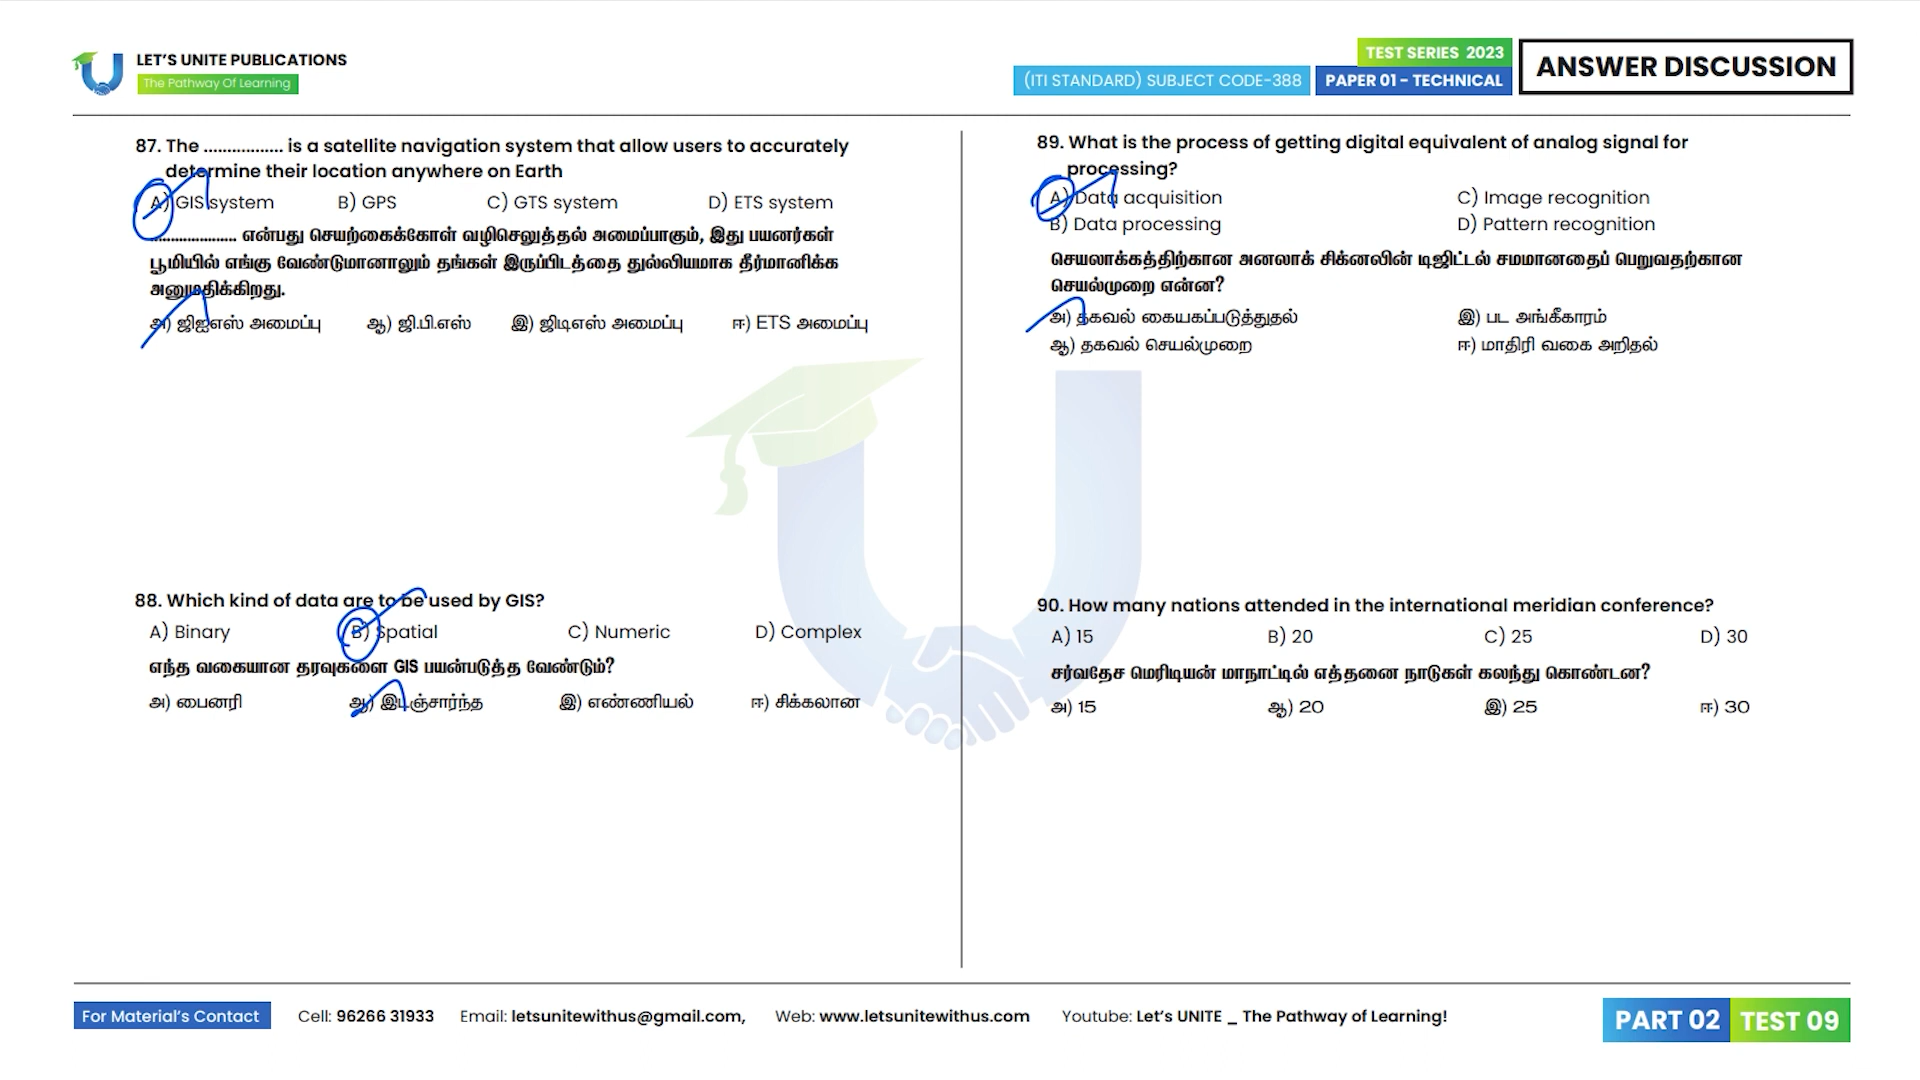 LET'S UNITE PUBLICATIONS
The Pathway Of Learning
TEST SERIES 2023
(ITI STANDARD) SUBJECT CODE-388
PAPER 01 - TECHNICAL
ANSWER DISCUSSION
87. The ................. is a satellite navigation system that allow users to accurately
determine their location anywhere on Earth
A) GIS system B) GPS C) GTS system D) ETS system
..................... என்பது செயற்கைக்கோள் வழிசெலுத்தல் அமைப்பாகும், இது பயனர்கள்
பூமியில் எங்கு வேண்டுமானாலும் தங்கள் இருப்பிடத்தை துல்லியமாக தீர்மானிக்க
அனுமதிக்கிறது.
அ) ஜிஐஎஸ் அமைப்பு ஆ) ஜி.பி.எஸ் இ) ஜிடிஎஸ் அமைப்பு ஈ) ETS அமைப்பு
88. Which kind of data are to be used by GIS?
A) Binary B) Spatial C) Numeric D) Complex
எந்த வகையான தரவுகளை GIS பயன்படுத்த வேண்டும்?
அ) பைனரி ஆ) இடஞ்சார்ந்த இ) எண்ணியல் ஈ) சிக்கலான
89. What is the process of getting digital equivalent of analog signal for
processing?
A) Data acquisition C) Image recognition
B) Data processing D) Pattern recognition
செயலாக்கத்திற்கான அனலாக் சிக்னலின் டிஜிட்டல் சமமானதைப் பெறுவதற்கான
செயல்முறை என்ன?
அ) தகவல் கையகப்படுத்துதல் இ) பட அங்கீகாரம்
ஆ) தகவல் செயல்முறை ஈ) மாதிரி வகை அறிதல்
90. How many nations attended in the international meridian conference?
A) 15 B) 20 C) 25 D) 30
சர்வதேச மெரிடியன் மாநாட்டில் எத்தனை நாடுகள் கலந்து கொண்டன?
அ) 15 ஆ) 20 இ) 25 ஈ) 30
For Material's Contact Cell: 96266 31933 Email: letsunitewithus@gmail.com, Web: www.letsunitewithus.com Youtube: Let's UNITE _ The Pathway of Learning!
PART 02 TEST 09